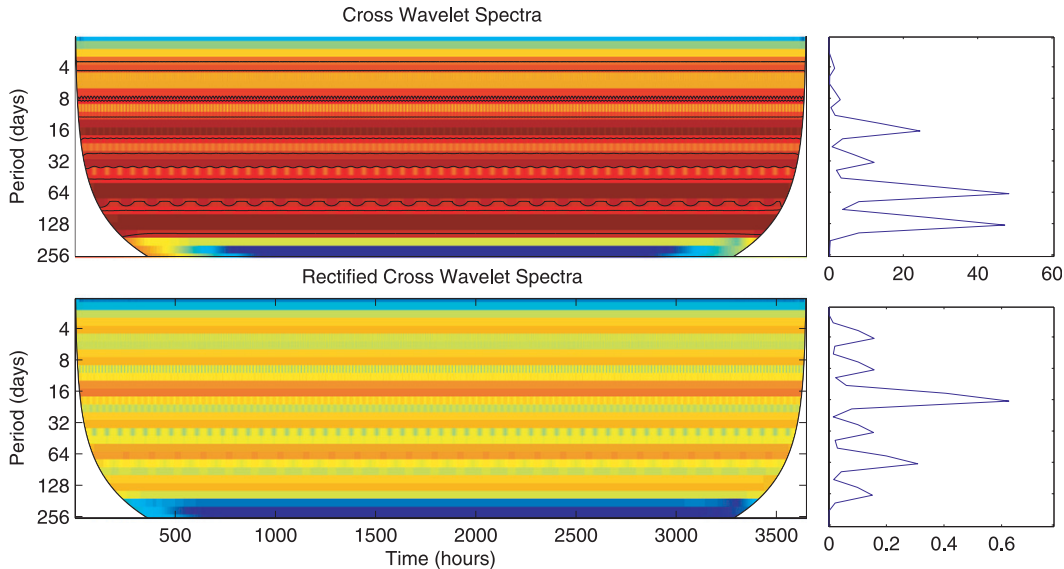 Cross Wavelet Spectra
Period (days)
4
8
16
32
64
128
256
0 20 40 60
Rectified Cross Wavelet Spectra
Period (days)
4
8
16
32
64
128
256
500 1000 1500 2000 2500 3000 3500
Time (hours)
0 0.2 0.4 0.6